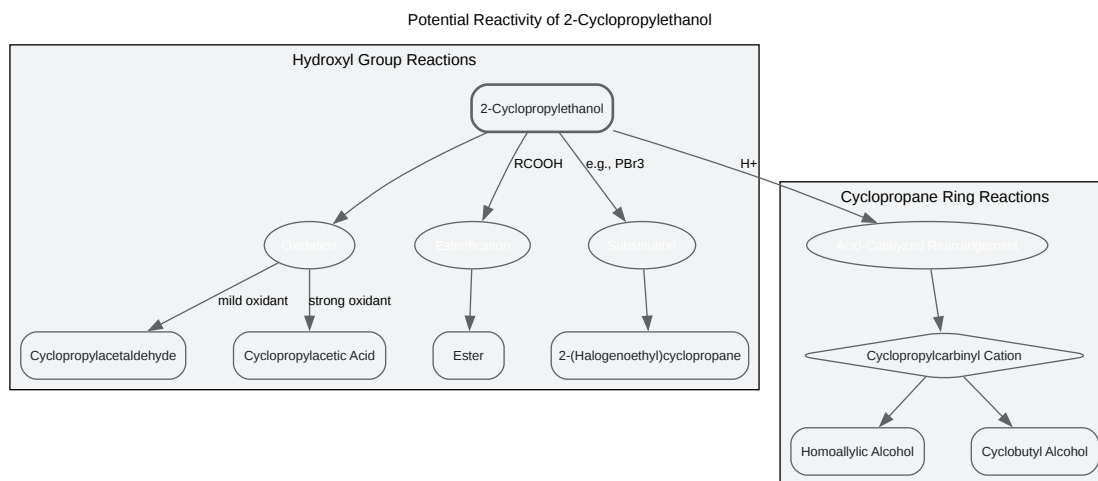 Potential Reactivity of 2-Cyclopropylethanol
Hydroxyl Group Reactions
2-Cyclopropylethanol
RCOOH
e.g., PBr3
H+
Cyclopropane Ring Reactions
Oxidation
Esterification
Substitution
Acid-Catalyzed Rearrangement
mild oxidant
strong oxidant
Cyclopropylacetaldehyde
Cyclopropylacetic Acid
Ester
2-(Halogenoethyl)cyclopropane
Cyclopropylcarbinyl Cation
Homoallylic Alcohol
Cyclobutyl Alcohol